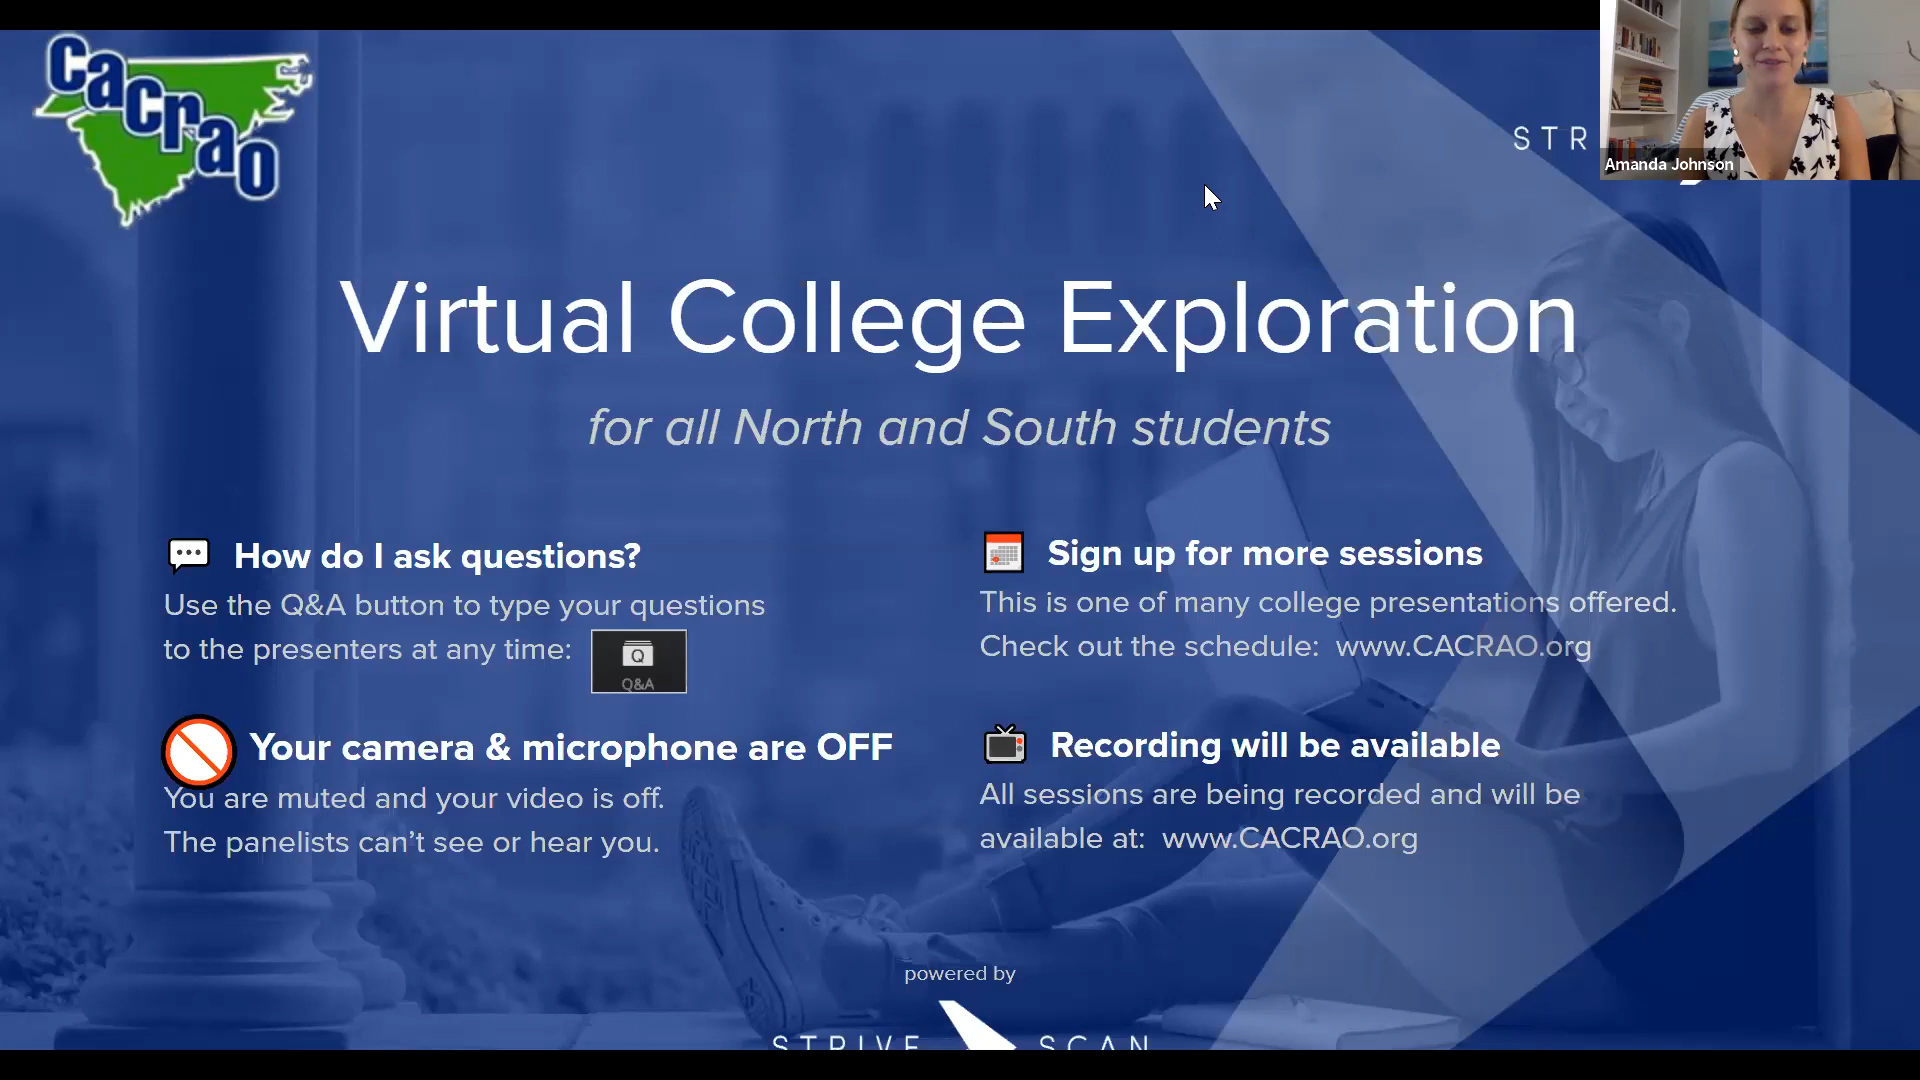 CACRAO
STR
Amanda Johnson
Virtual College Exploration
for all North and South students
How do I ask questions?
Use the Q&A button to type your questions
to the presenters at any time:
Q
Q&A
Your camera & microphone are OFF
You are muted and your video is off.
The panelists can’t see or hear you.
Sign up for more sessions
This is one of many college presentations offered.
Check out the schedule: www.CACRAO.org
Recording will be available
All sessions are being recorded and will be
available at: www.CACRAO.org
powered by
STRIVE SCAN